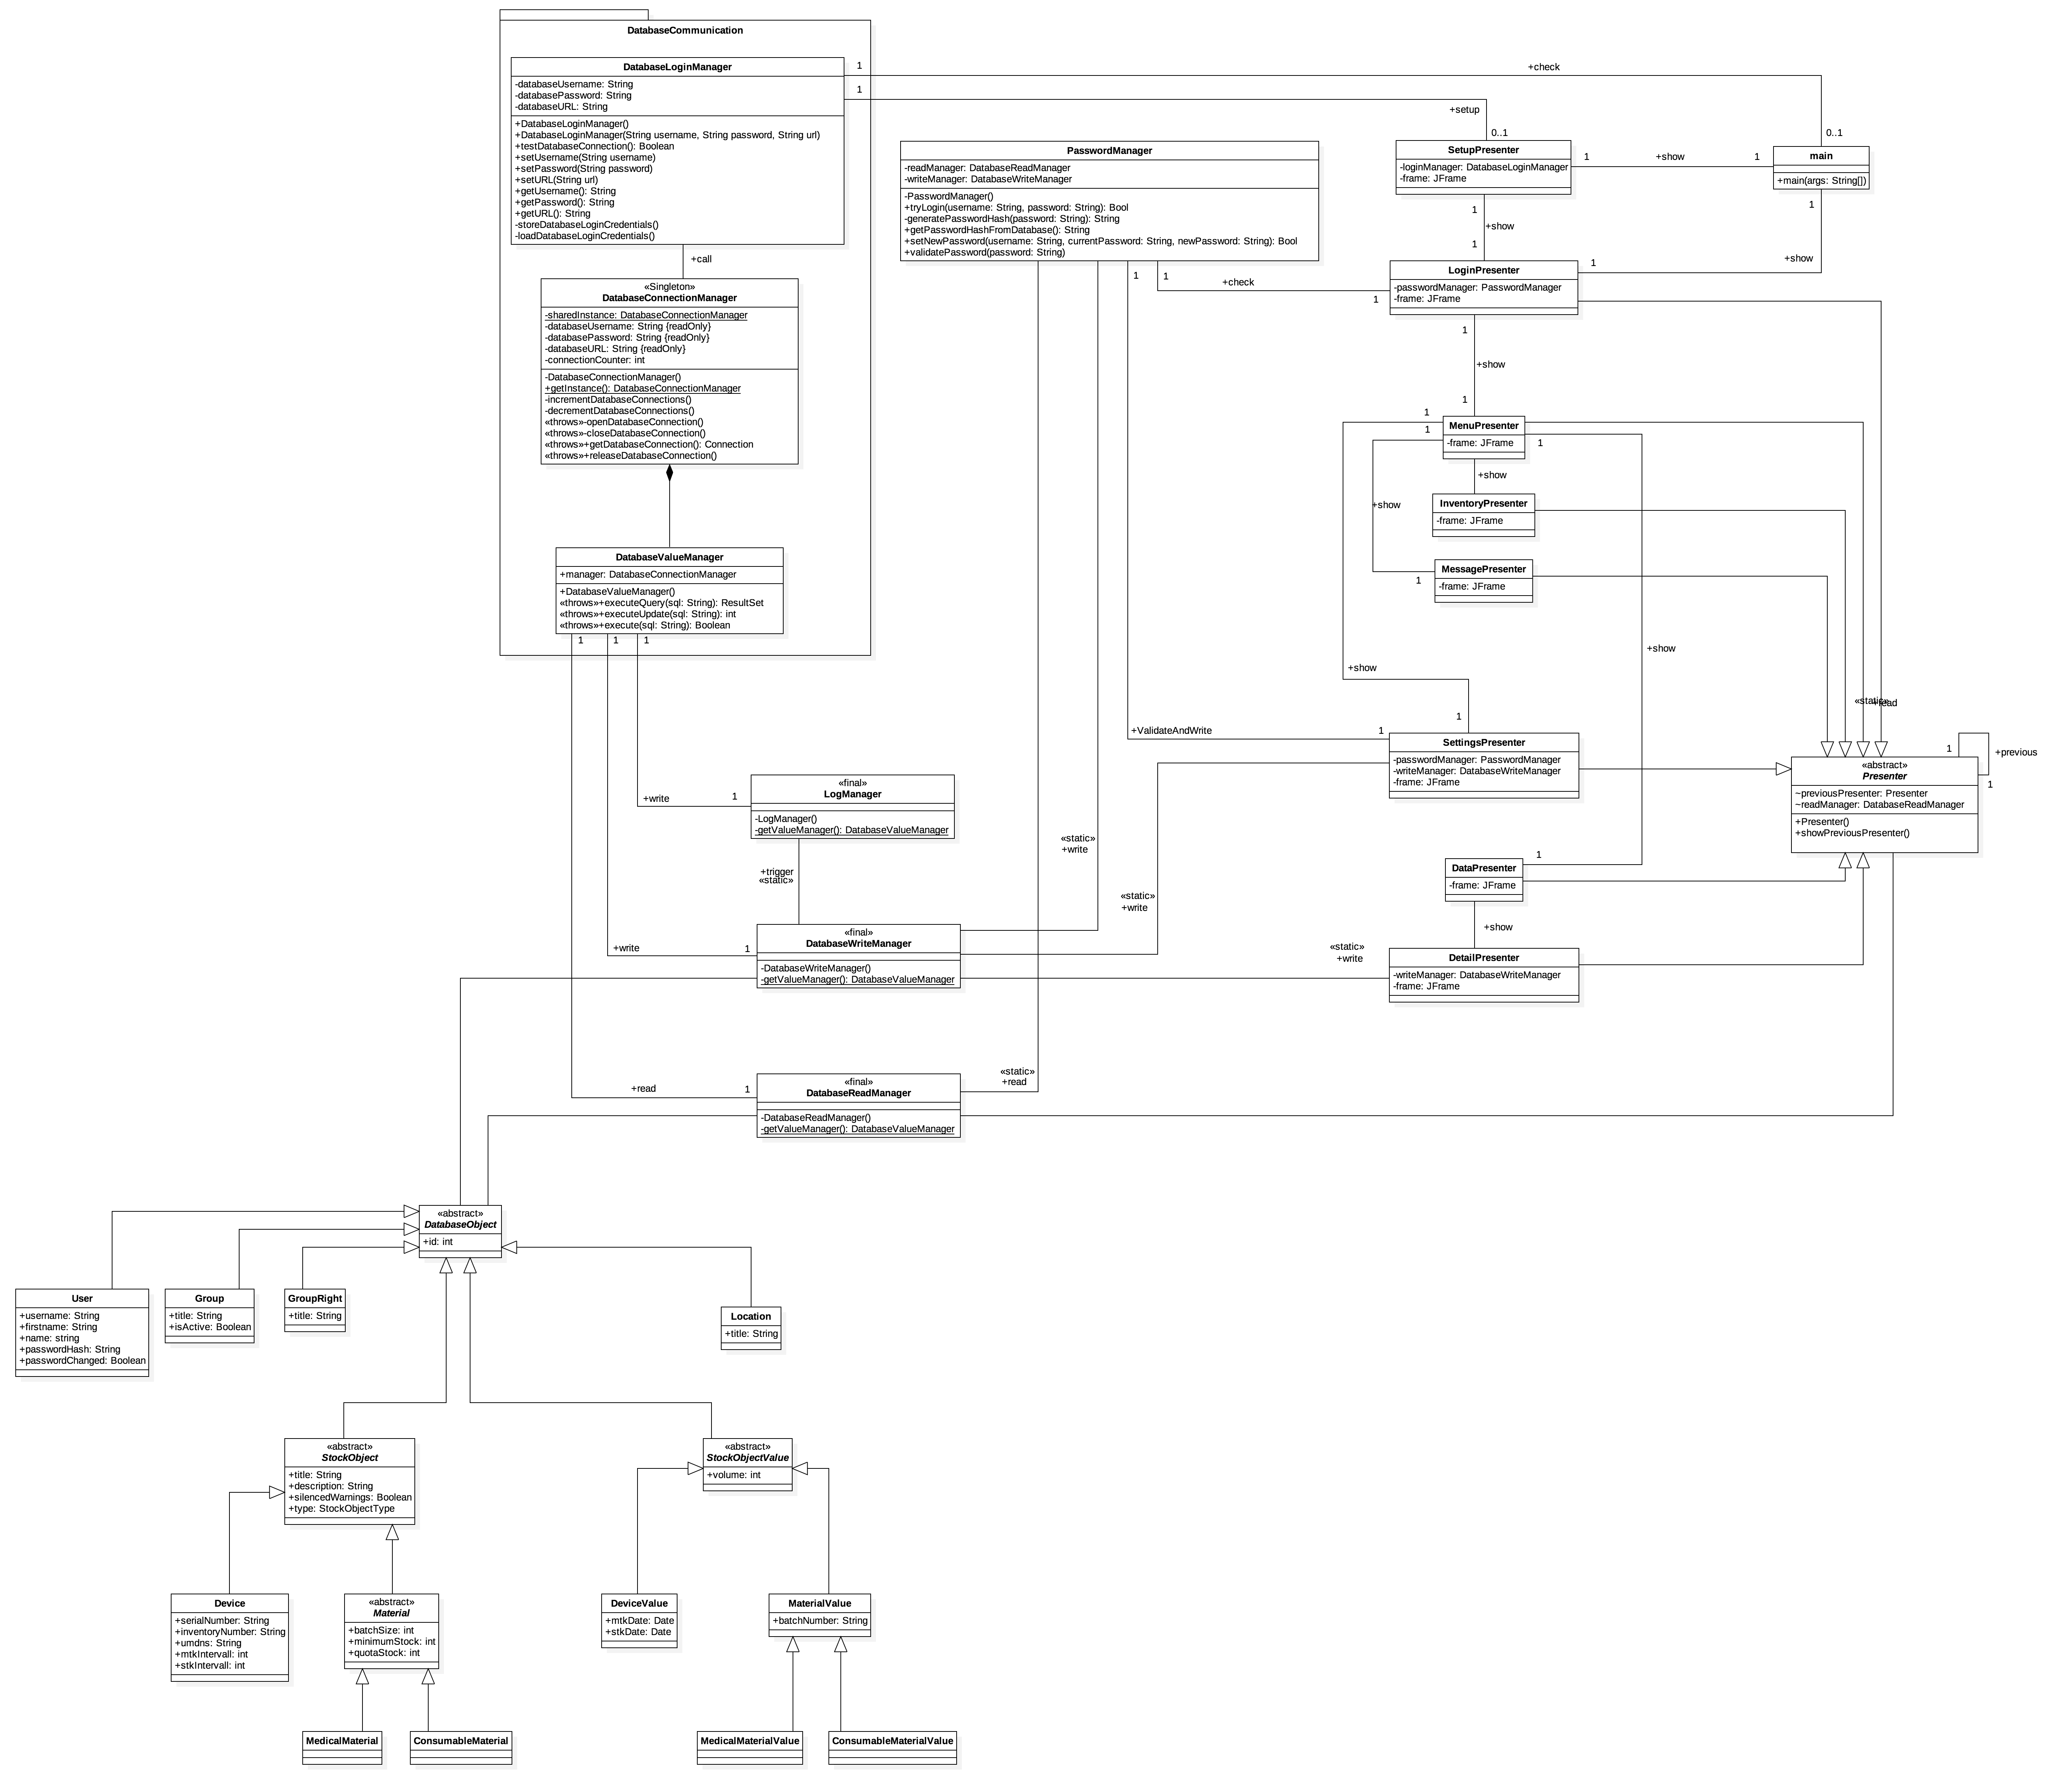 DatabaseCommunication
DatabaseLoginManager
-databaseUsername: String
-databasePassword: String
-databaseURL: String
+DatabaseLoginManager()
+DatabaseLoginManager(String username, String password, String url)
+testDatabaseConnection(): Boolean
+setUsername(String username)
+setPassword(String password)
+setURL(String url)
+getUsername(): String
+getPassword(): String
+getURL(): String
-storeDatabaseLoginCredentials()
-loadDatabaseLoginCredentials()
1
+check
0..1
1
+setup
0..1
+call
«Singleton»
DatabaseConnectionManager
-sharedInstance: DatabaseConnectionManager
-databaseUsername: String {readOnly}
-databasePassword: String {readOnly}
-databaseURL: String {readOnly}
-connectionCounter: int
-DatabaseConnectionManager()
+getInstance(): DatabaseConnectionManager
-incrementDatabaseConnections()
-decrementDatabaseConnections()
«throws»-openDatabaseConnection()
«throws»-closeDatabaseConnection()
«throws»+getDatabaseConnection(): Connection
«throws»+releaseDatabaseConnection()
DatabaseValueManager
+manager: DatabaseConnectionManager
+DatabaseValueManager()
«throws»+executeQuery(sql: String): ResultSet
«throws»+executeUpdate(sql: String): int
«throws»+execute(sql: String): Boolean
1
1
1
PasswordManager
-readManager: DatabaseReadManager
-writeManager: DatabaseWriteManager
-PasswordManager()
+tryLogin(username: String, password: String): Bool
-generatePasswordHash(password: String): String
+getPasswordHashFromDatabase(): String
+setNewPassword(username: String, currentPassword: String, newPassword: String): Bool
+validatePassword(password: String)
1
1
+check
1
SetupPresenter
-loginManager: DatabaseLoginManager
-frame: JFrame
1
+show
1
main
+main(args: String[])
1
+show
1
1
+show
1
LoginPresenter
-passwordManager: PasswordManager
-frame: JFrame
1
+show
1
1
1
MenuPresenter
-frame: JFrame
1
+show
InventoryPresenter
-frame: JFrame
+show
MessagePresenter
-frame: JFrame
1
+show
+show
1
+ValidateAndWrite
1
SettingsPresenter
-passwordManager: PasswordManager
-writeManager: DatabaseWriteManager
-frame: JFrame
«static»
+read
1
+previous
1
«abstract»
Presenter
~previousPresenter: Presenter
~readManager: DatabaseReadManager
+Presenter()
+showPreviousPresenter()
«final»
LogManager
-LogManager()
-getValueManager(): DatabaseValueManager
+write
1
+trigger
«static»
«static»
+write
«static»
+write
1
DataPresenter
-frame: JFrame
+show
«final»
DatabaseWriteManager
-DatabaseWriteManager()
-getValueManager(): DatabaseValueManager
+write
1
«static»
+write
DetailPresenter
-writeManager: DatabaseWriteManager
-frame: JFrame
+read
1
«final»
DatabaseReadManager
-DatabaseReadManager()
-getValueManager(): DatabaseValueManager
«static»
+read
«abstract»
DatabaseObject
+id: int
User
+username: String
+firstname: String
+name: string
+passwordHash: String
+passwordChanged: Boolean
Group
+title: String
+isActive: Boolean
GroupRight
+title: String
Location
+title: String
«abstract»
StockObject
+title: String
+description: String
+silencedWarnings: Boolean
+type: StockObjectType
«abstract»
StockObjectValue
+volume: int
Device
+serialNumber: String
+inventoryNumber: String
+umdns: String
+mtkIntervall: int
+stkIntervall: int
«abstract»
Material
+batchSize: int
+minimumStock: int
+quotaStock: int
DeviceValue
+mtkDate: Date
+stkDate: Date
MaterialValue
+batchNumber: String
MedicalMaterial
ConsumableMaterial
MedicalMaterialValue
ConsumableMaterialValue